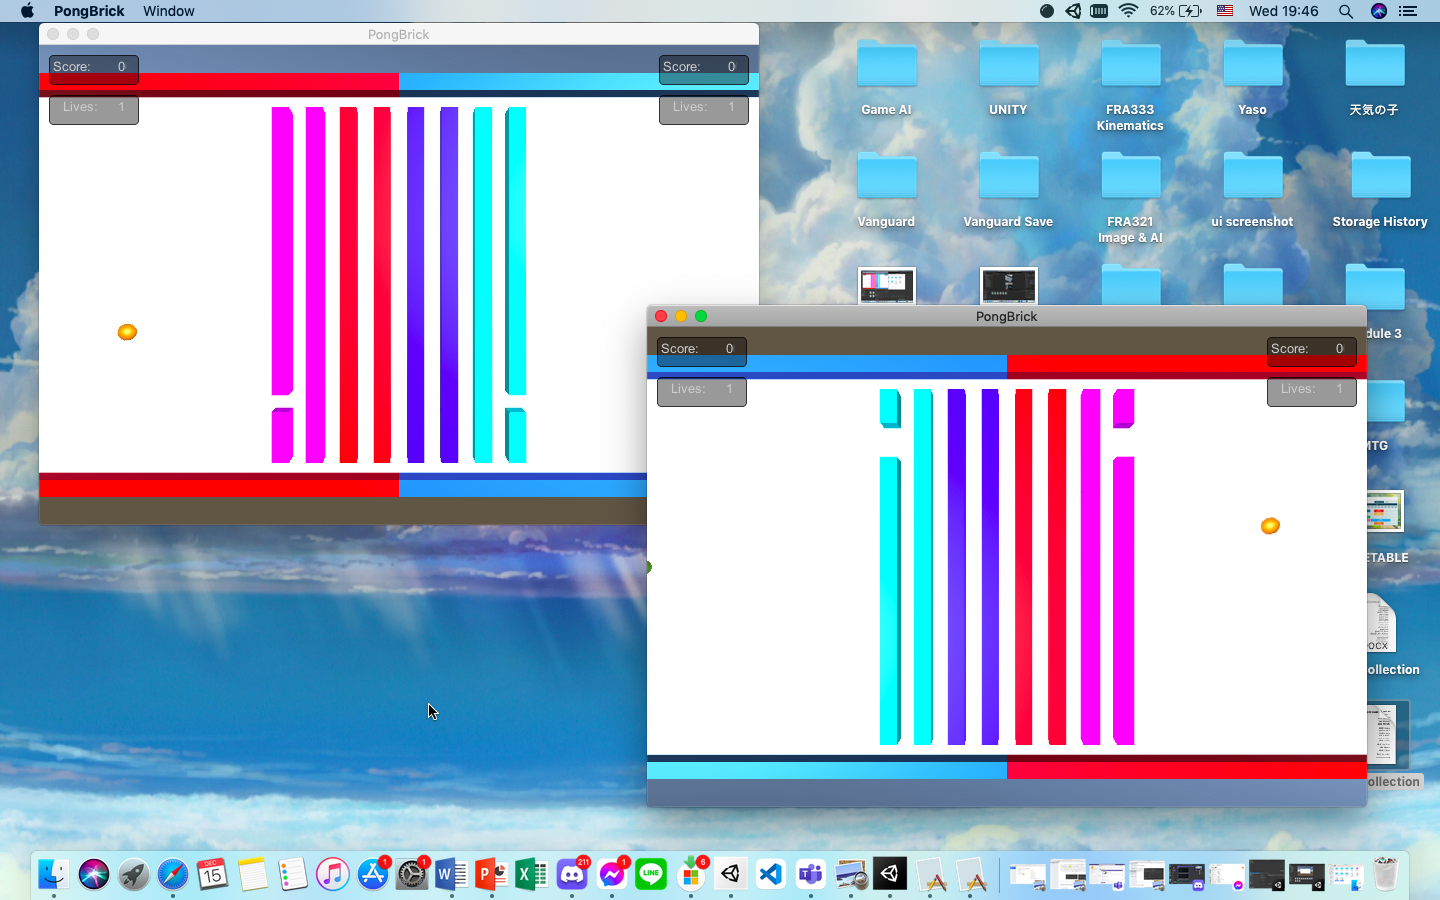 PongBrick Window
62% Wed 19:46
PongBrick
Score: 0
Score: 0
Lives: 1
Lives: 1
Game AI
UNITY
FRA333
Kinematics
Yaso
天気の子
Vanguard
Vanguard Save
FRA321
Image & AI
ui screenshot
Storage History
dule 3
MTG
ETABLE
OCX
ollection
ollection
PongBrick
Score: 0
Score: 0
Lives: 1
Lives: 1
DEC
15
1
1
W
P
X
211
1
LINE
6